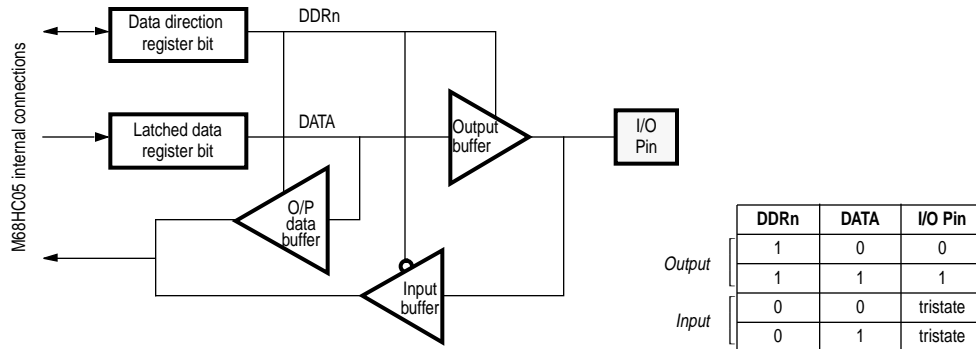 M68HC05 internal connections
Data direction
register bit
DDRn
Latched data
register bit
DATA
Output
buffer
I/O
Pin
O/P
data
buffer
Input
buffer
DDRn DATA I/O Pin
Output
1 0 0
1 1 1
Input
0 0 tristate
0 1 tristate